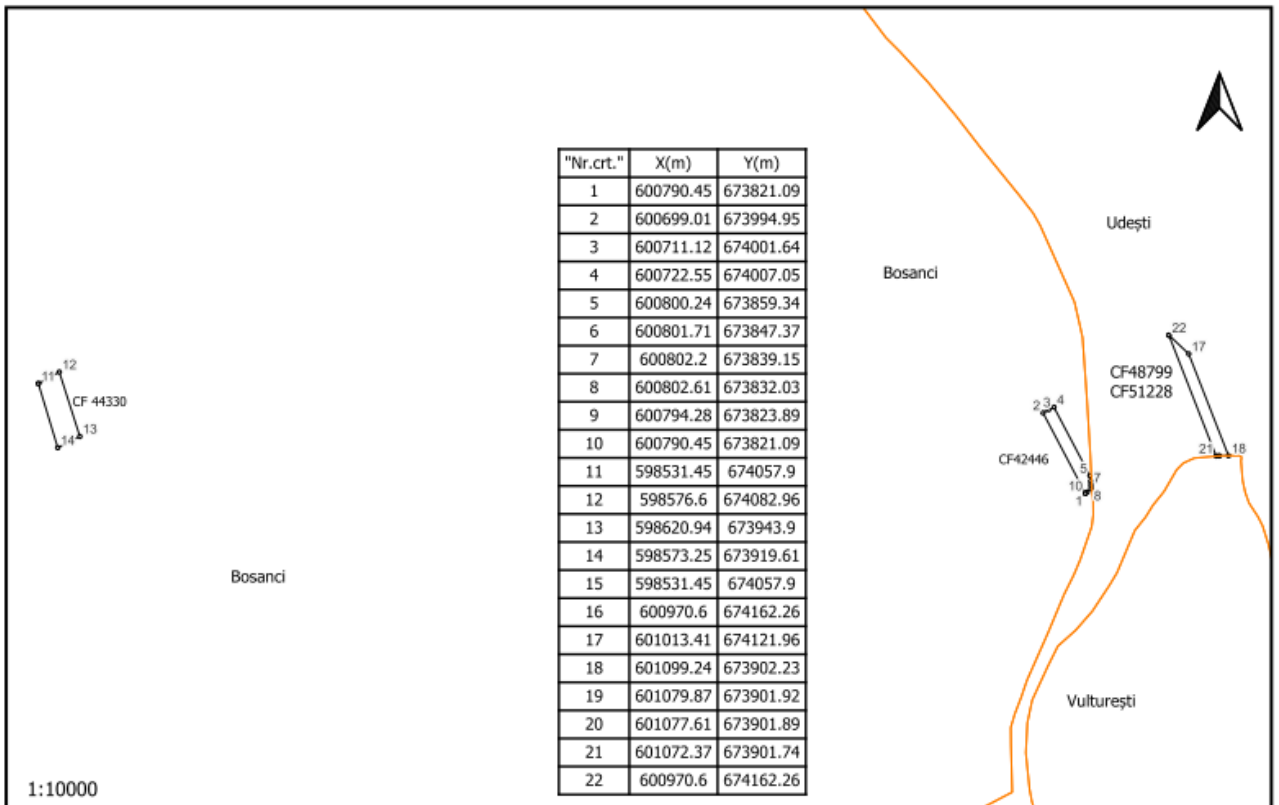 "Nr.crt." X(m) Y(m)
1 600790.45 673821.09
2 600699.01 673994.95
3 600711.12 674001.64
4 600722.55 674007.05
5 600800.24 673859.34
6 600801.71 673847.37
7 600802.2 673839.15
8 600802.61 673832.03
9 600794.28 673823.89
10 600790.45 673821.09
11 598531.45 674057.9
12 598576.6 674082.96
13 598620.94 673943.9
14 598573.25 673919.61
15 598531.45 674057.9
16 600970.6 674162.26
17 601013.41 674121.96
18 601099.24 673902.23
19 601079.87 673901.92
20 601077.61 673901.89
21 601072.37 673901.74
22 600970.6 674162.26
Udești
Bosanci
22
17
CF48799
CF51228
21 18
12
11
CF 44330
13
14
2 3 4
CF42446
5
7
10
1 8
Bosanci
Vulturești
1:10000